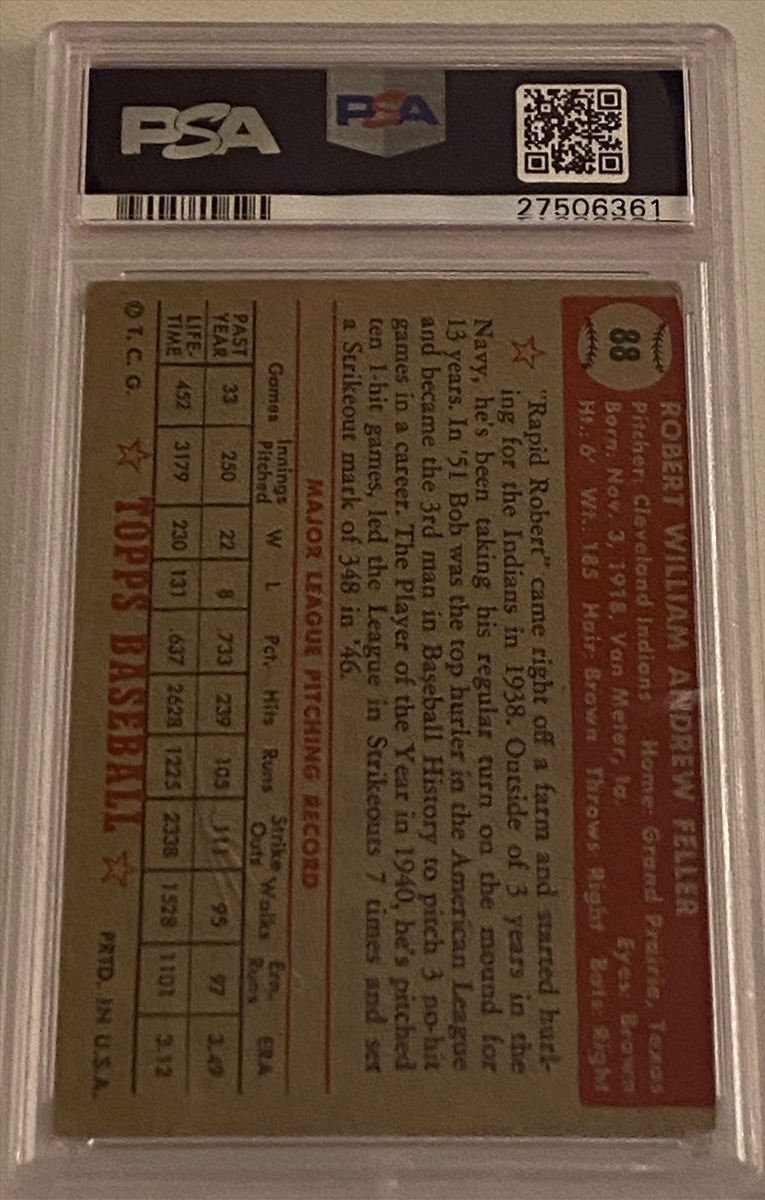 PSA
PSA
27506361
88
ROBERT WILLIAM ANDREW FELLER
Pitcher: Cleveland Indians Home: Grand Prairie, Texas
Born: Nov. 3, 1918, Van Meter, Ia. Eyes: Brown
Ht.: 6' Wt.: 185 Hair: Brown Throws: Right Bats: Right
"Rapid Robert" came right off a farm and started hurl-
ing for the Indians in 1938. Outside of 3 years in the
Navy, he's been taking his regular turn on the mound for
13 years. In '51 Bob was the top hurler in the American League
and became the 3rd man in Baseball History to pitch 3 no-hit
games in a career. The Player of the Year in 1940, he's pitched
ten 1-hit games, led the League in Strikeouts 7 times and set
a Strikeout mark of 348 in '46.
MAJOR LEAGUE PITCHING RECORD
Games Innings Pitched W L Pct. Hits Runs Strike Outs Walks Ern. Runs ERA
PAST YEAR 33 250 22 8 .733 239 105 111 95 97 3.49
LIFE-TIME 452 3179 230 131 .637 2628 1225 2338 1528 1101 3.12
© T. C. G. TOPPS BASEBALL PRTD. IN U.S.A.